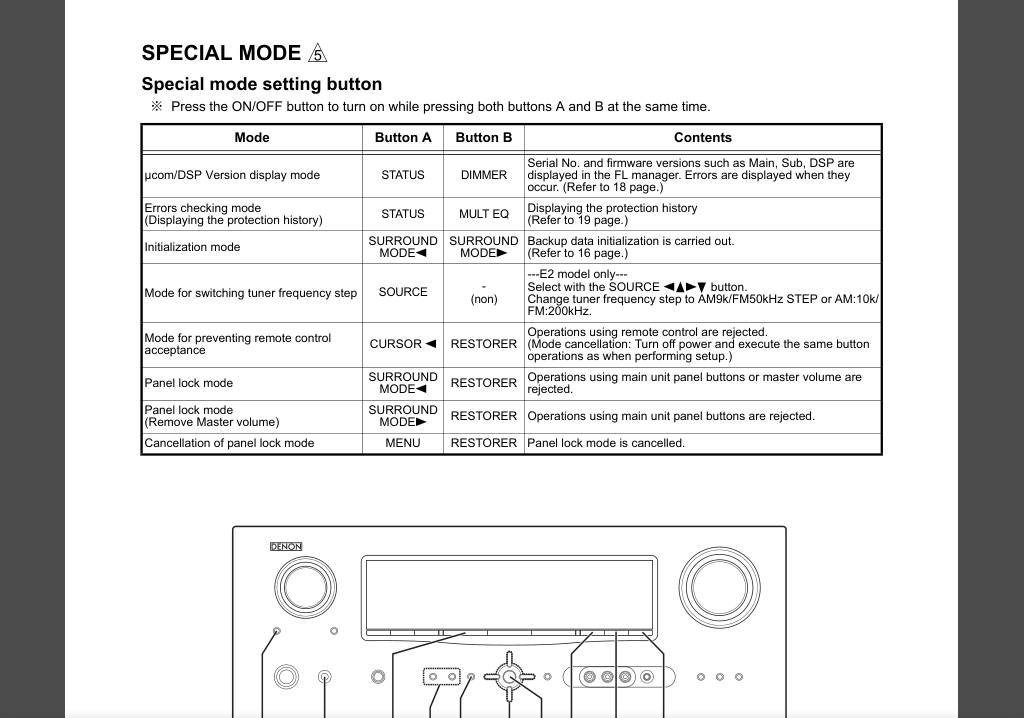 SPECIAL MODE 5
Special mode setting button
※ Press the ON/OFF button to turn on while pressing both buttons A and B at the same time.
Mode Button A Button B Contents
µcom/DSP Version display mode STATUS DIMMER Serial No. and firmware versions such as Main, Sub, DSP are
displayed in the FL manager. Errors are displayed when they
occur. (Refer to 18 page.)
Errors checking mode
(Displaying the protection history) STATUS MULT EQ Displaying the protection history
(Refer to 19 page.)
Initialization mode SURROUND
MODE◀ SURROUND
MODE▶ Backup data initialization is carried out.
(Refer to 16 page.)
Mode for switching tuner frequency step SOURCE -
(non) ---E2 model only---
Select with the SOURCE ◀▲▶▼ button.
Change tuner frequency step to AM9k/FM50kHz STEP or AM:10k/
FM:200kHz.
Mode for preventing remote control
acceptance CURSOR ◀ RESTORER Operations using remote control are rejected.
(Mode cancellation: Turn off power and execute the same button
operations as when performing setup.)
Panel lock mode SURROUND
MODE◀ RESTORER Operations using main unit panel buttons or master volume are
rejected.
Panel lock mode
(Remove Master volume) SURROUND
MODE▶ RESTORER Operations using main unit panel buttons are rejected.
Cancellation of panel lock mode MENU RESTORER Panel lock mode is cancelled.
DENON